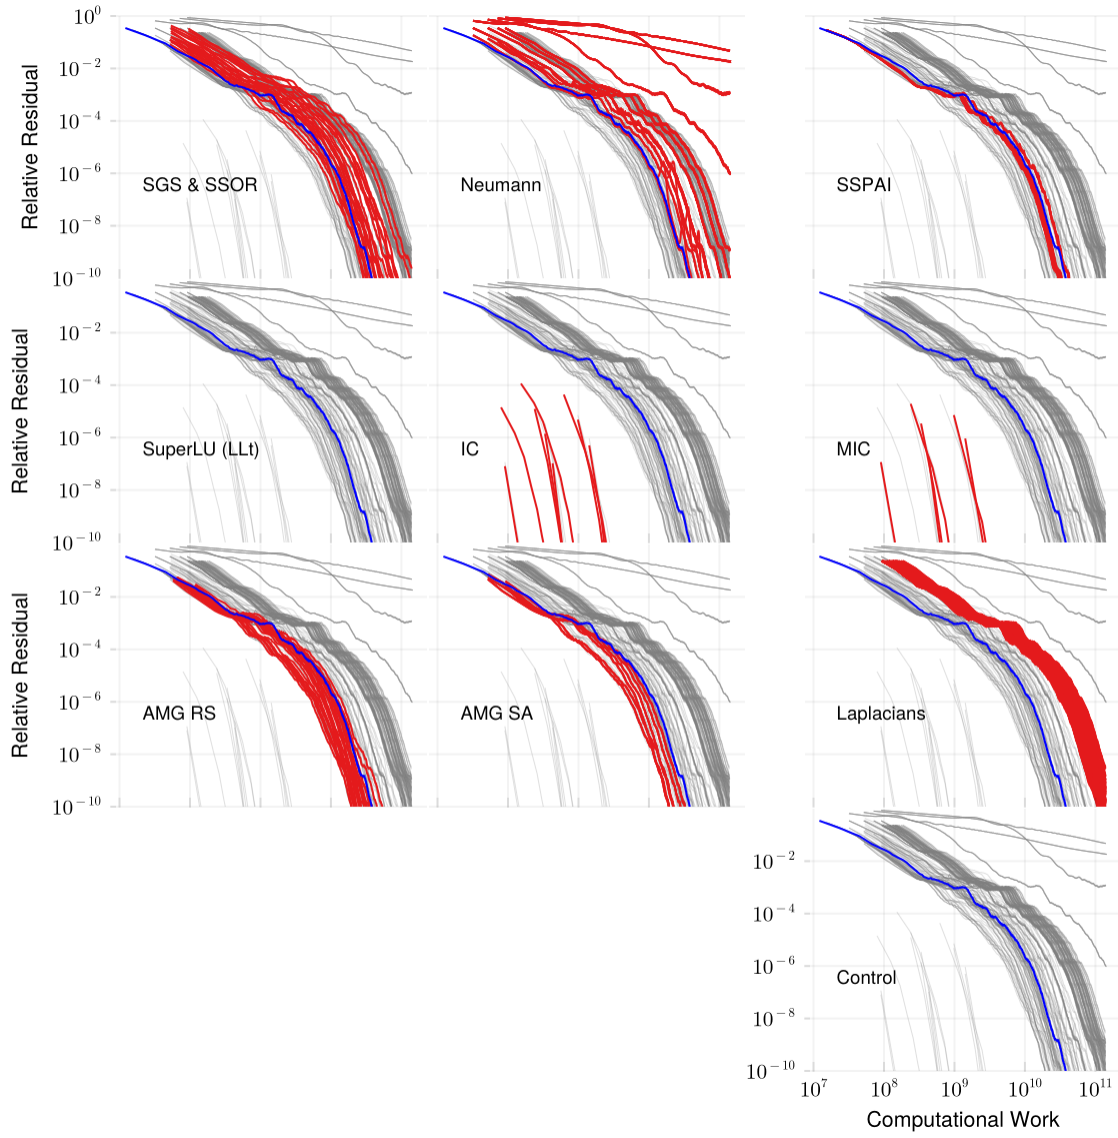 10^0
10^−2
10^−4
10^−6
10^−8
10^−10
Relative Residual
SGS & SSOR
Neumann
SSPAI
10^−2
10^−4
10^−6
10^−8
10^−10
Relative Residual
SuperLU (LLt)
IC
MIC
10^−2
10^−4
10^−6
10^−8
10^−10
Relative Residual
AMG RS
AMG SA
Laplacians
10^−2
10^−4
10^−6
10^−8
10^−10
Control
10^7 10^8 10^9 10^10 10^11
Computational Work